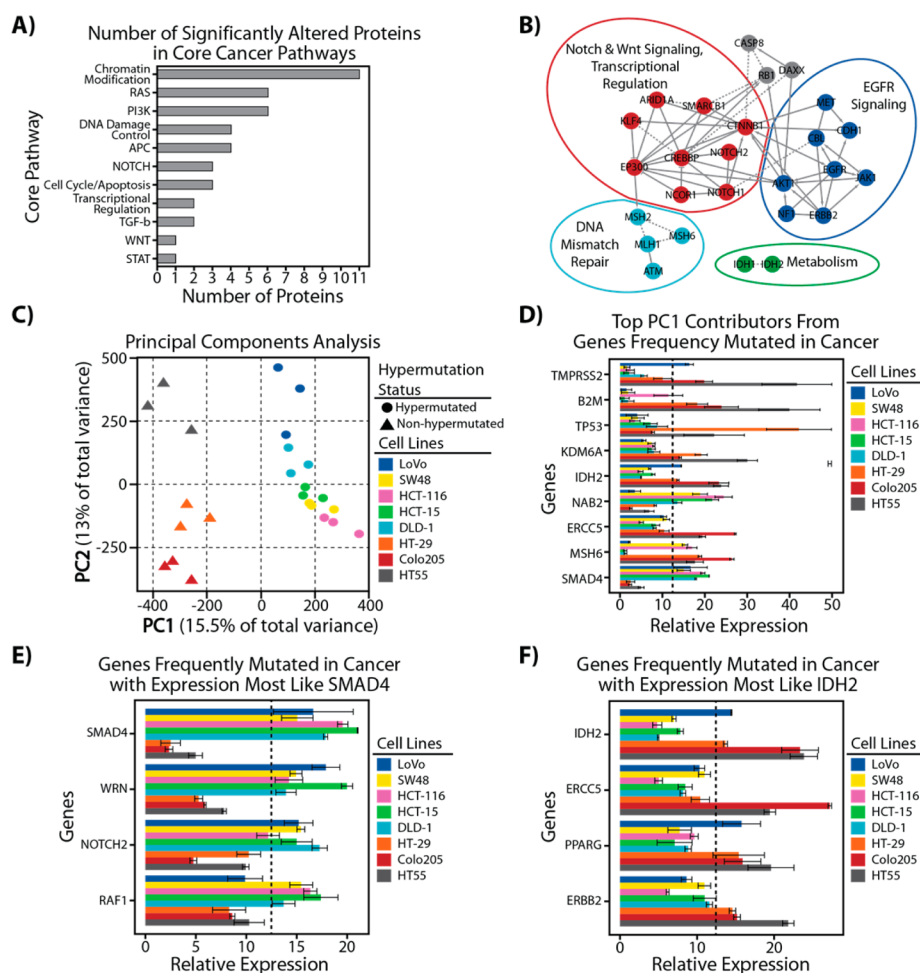 A)
Number of Significantly Altered Proteins
in Core Cancer Pathways
Core Pathway
Chromatin
Modification
RAS
PI3K
DNA Damage
Control
APC
NOTCH
Cell Cycle/Apoptosis
Transcriptional
Regulation
TGF-b
WNT
STAT
0 1 2 3 4 5 6 7 8 9 10 11
Number of Proteins
B)
Notch & Wnt Signaling,
Transcriptional
Regulation
CASP8
RB1
DAXX
EGFR
Signaling
ARID1A
SMARCB1
KLF4
CTNNB1
MET
CDH1
CBL
EP300
CREBBP
NOTCH2
NCOR1
NOTCH1
AKT1
EGFR
JAK1
NF1
ERBB2
DNA
Mismatch
Repair
MSH2
MSH6
MLH1
ATM
IDH1
IDH2
Metabolism
C)
Principal Components Analysis
PC2 (13% of total variance)
500
250
0
-250
-400 -200 0 200 400
PC1 (15.5% of total variance)
Hypermutation
Status
Hypermutated
Non-hypermutated
Cell Lines
LoVo
SW48
HCT-116
HCT-15
DLD-1
HT-29
Colo205
HT55
D)
Top PC1 Contributors From
Genes Frequency Mutated in Cancer
Genes
TMPRSS2
B2M
TP53
KDM6A
IDH2
NAB2
ERCC5
MSH6
SMAD4
0 10 20 30 40 50
Relative Expression
Cell Lines
LoVo
SW48
HCT-116
HCT-15
DLD-1
HT-29
Colo205
HT55
E)
Genes Frequently Mutated in Cancer
with Expression Most Like SMAD4
Genes
SMAD4
WRN
NOTCH2
RAF1
0 5 10 15 20
Relative Expression
Cell Lines
LoVo
SW48
HCT-116
HCT-15
DLD-1
HT-29
Colo205
HT55
F)
Genes Frequently Mutated in Cancer
with Expression Most Like IDH2
Genes
IDH2
ERCC5
PPARG
ERBB2
0 10 20
Relative Expression
Cell Lines
LoVo
SW48
HCT-116
HCT-15
DLD-1
HT-29
Colo205
HT55